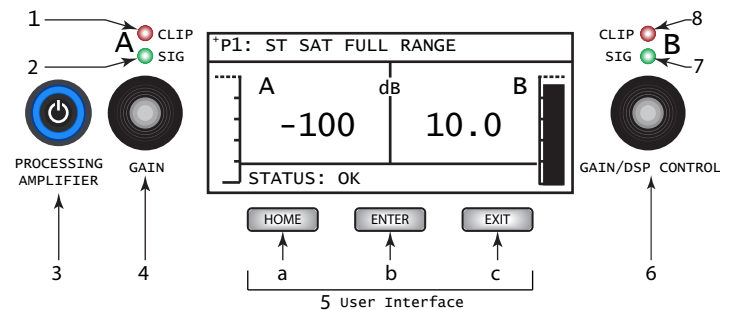 1
CLIP
A
SIG
2
PROCESSING
AMPLIFIER
3
GAIN
4
+P1: ST SAT FULL RANGE
A
dB
B
-100
10.0
STATUS: OK
HOME
ENTER
EXIT
a
b
c
5 User Interface
8
CLIP
B
SIG
7
GAIN/DSP CONTROL
6